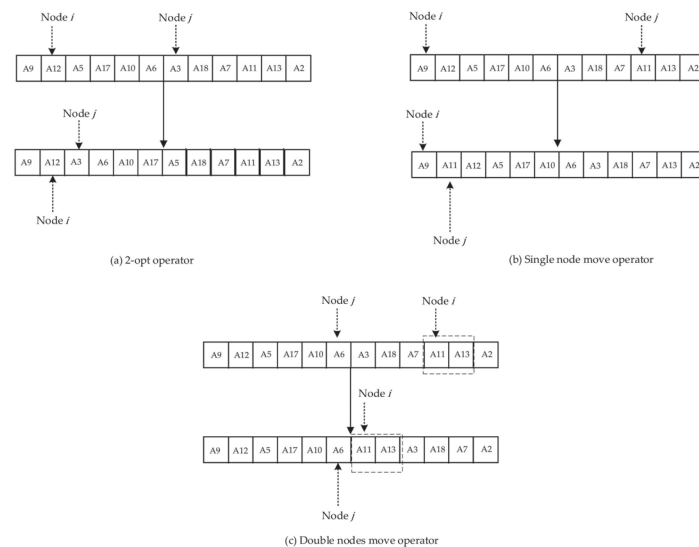 Node i Node j
A9 A12 A5 A17 A10 A6 A3 A18 A7 A11 A13 A2
Node j
A9 A12 A3 A6 A10 A17 A5 A18 A7 A11 A13 A2
Node i
(a) 2-opt operator
Node i Node j
A9 A12 A5 A17 A10 A6 A3 A18 A7 A11 A13 A2
Node i
A9 A11 A12 A5 A17 A10 A6 A3 A18 A7 A13 A2
Node j
(b) Single node move operator
Node j Node i
A9 A12 A5 A17 A10 A6 A3 A18 A7 A11 A13 A2
Node i
A9 A12 A5 A17 A10 A6 A11 A13 A3 A18 A7 A2
Node j
(c) Double nodes move operator